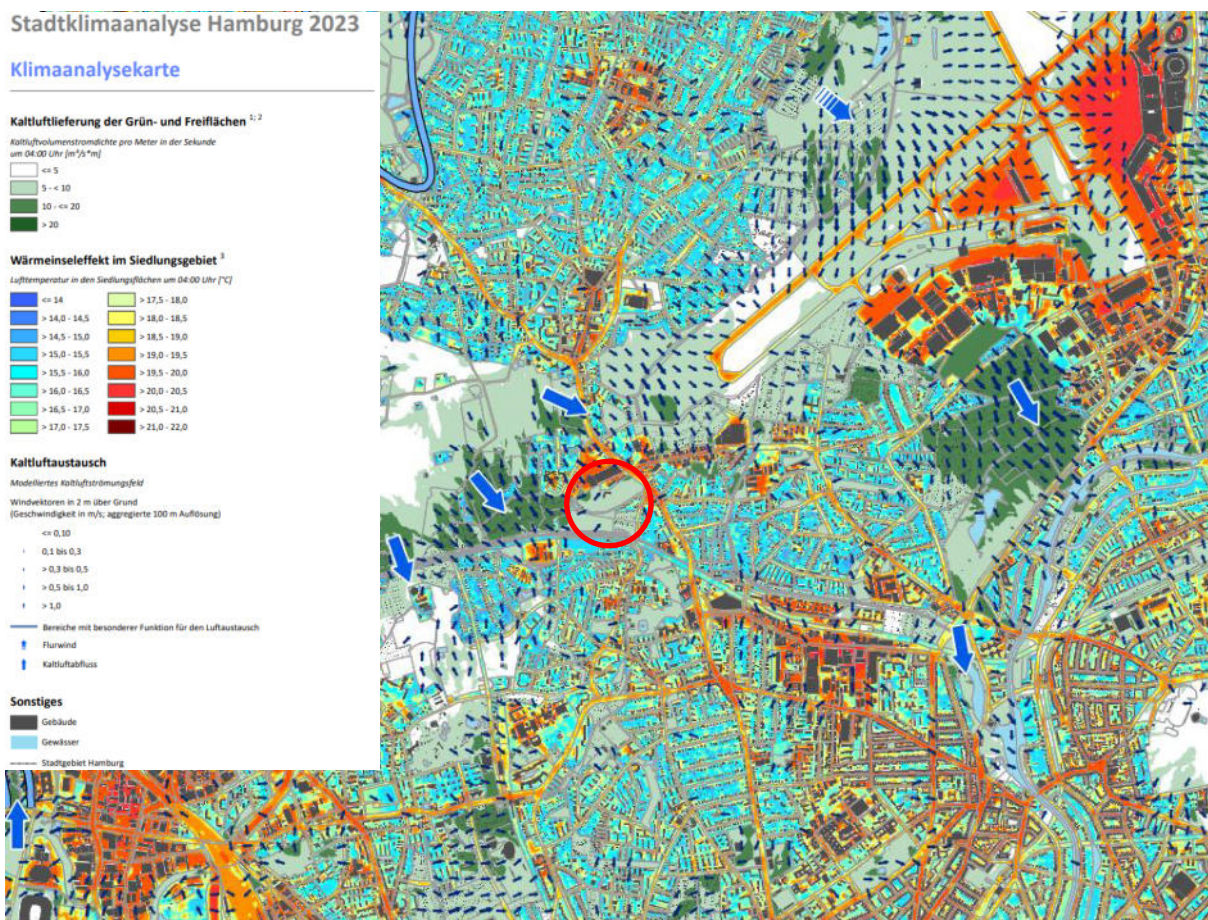 Stadtklimaanalyse Hamburg 2023
Klimaanalysekarte
Kaltluftlieferung der Grün- und Freiflächen 1; 2
Kaltluftvolumenstromdichte pro Meter in der Sekunde
um 04:00 Uhr [m³/s*m]
<= 5
5 - < 10
10 - <= 20
> 20
Wärmeinseleffekt im Siedlungsgebiet 3
Lufttemperatur in den Siedlungsflächen um 04:00 Uhr [°C]
<= 14
> 17,5 - 18,0
> 14,0 - 14,5
> 18,0 - 18,5
> 14,5 - 15,0
> 18,5 - 19,0
> 15,0 - 15,5
> 19,0 - 19,5
> 15,5 - 16,0
> 19,5 - 20,0
> 16,0 - 16,5
> 20,0 - 20,5
> 16,5 - 17,0
> 20,5 - 21,0
> 17,0 - 17,5
> 21,0 - 22,0
Kaltluftaustausch
Modelliertes Kaltluftströmungsfeld
Windvektoren in 2 m über Grund
(Geschwindigkeit in m/s; aggregierte 100 m Auflösung)
<= 0,10
0,1 bis 0,3
> 0,3 bis 0,5
> 0,5 bis 1,0
> 1,0
Bereiche mit besonderer Funktion für den Luftaustausch
Flurwind
Kaltluftabfluss
Sonstiges
Gebäude
Gewässer
Stadtgebiet Hamburg